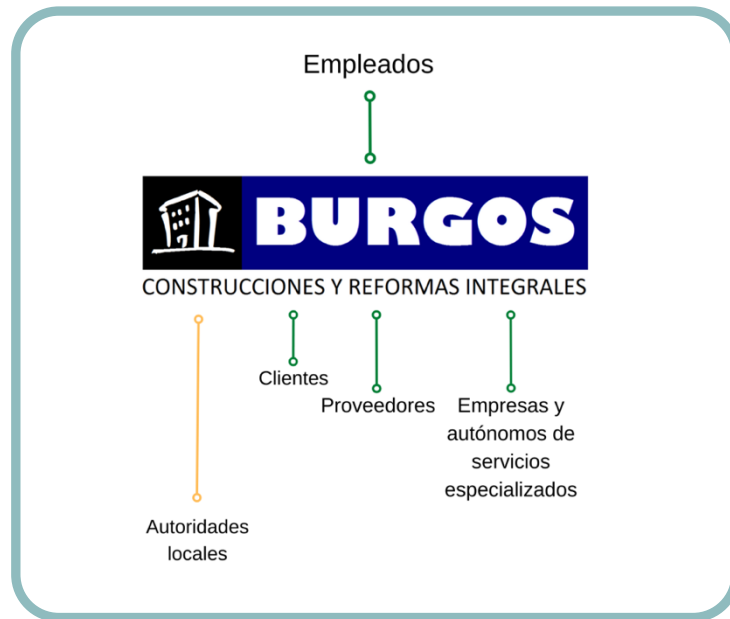 Empleados
BURGOS
CONSTRUCCIONES Y REFORMAS INTEGRALES
Clientes
Proveedores
Empresas y
autónomos de
servicios
especializados
Autoridades
locales